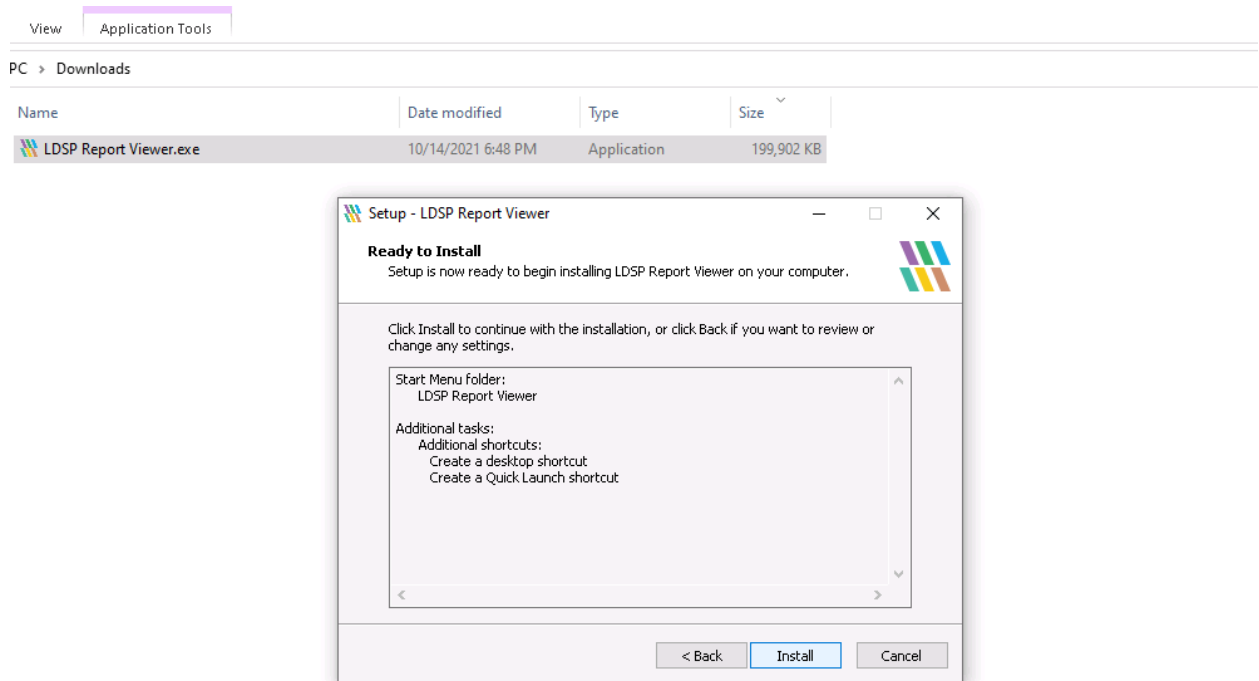 View Application Tools
PC > Downloads
Name Date modified Type Size
LDSP Report Viewer.exe 10/14/2021 6:48 PM Application 199,902 KB
Setup - LDSP Report Viewer
Ready to Install
Setup is now ready to begin installing LDSP Report Viewer on your computer.
Click Install to continue with the installation, or click Back if you want to review or
change any settings.
Start Menu folder:
LDSP Report Viewer
Additional tasks:
Additional shortcuts:
Create a desktop shortcut
Create a Quick Launch shortcut
< Back Install Cancel